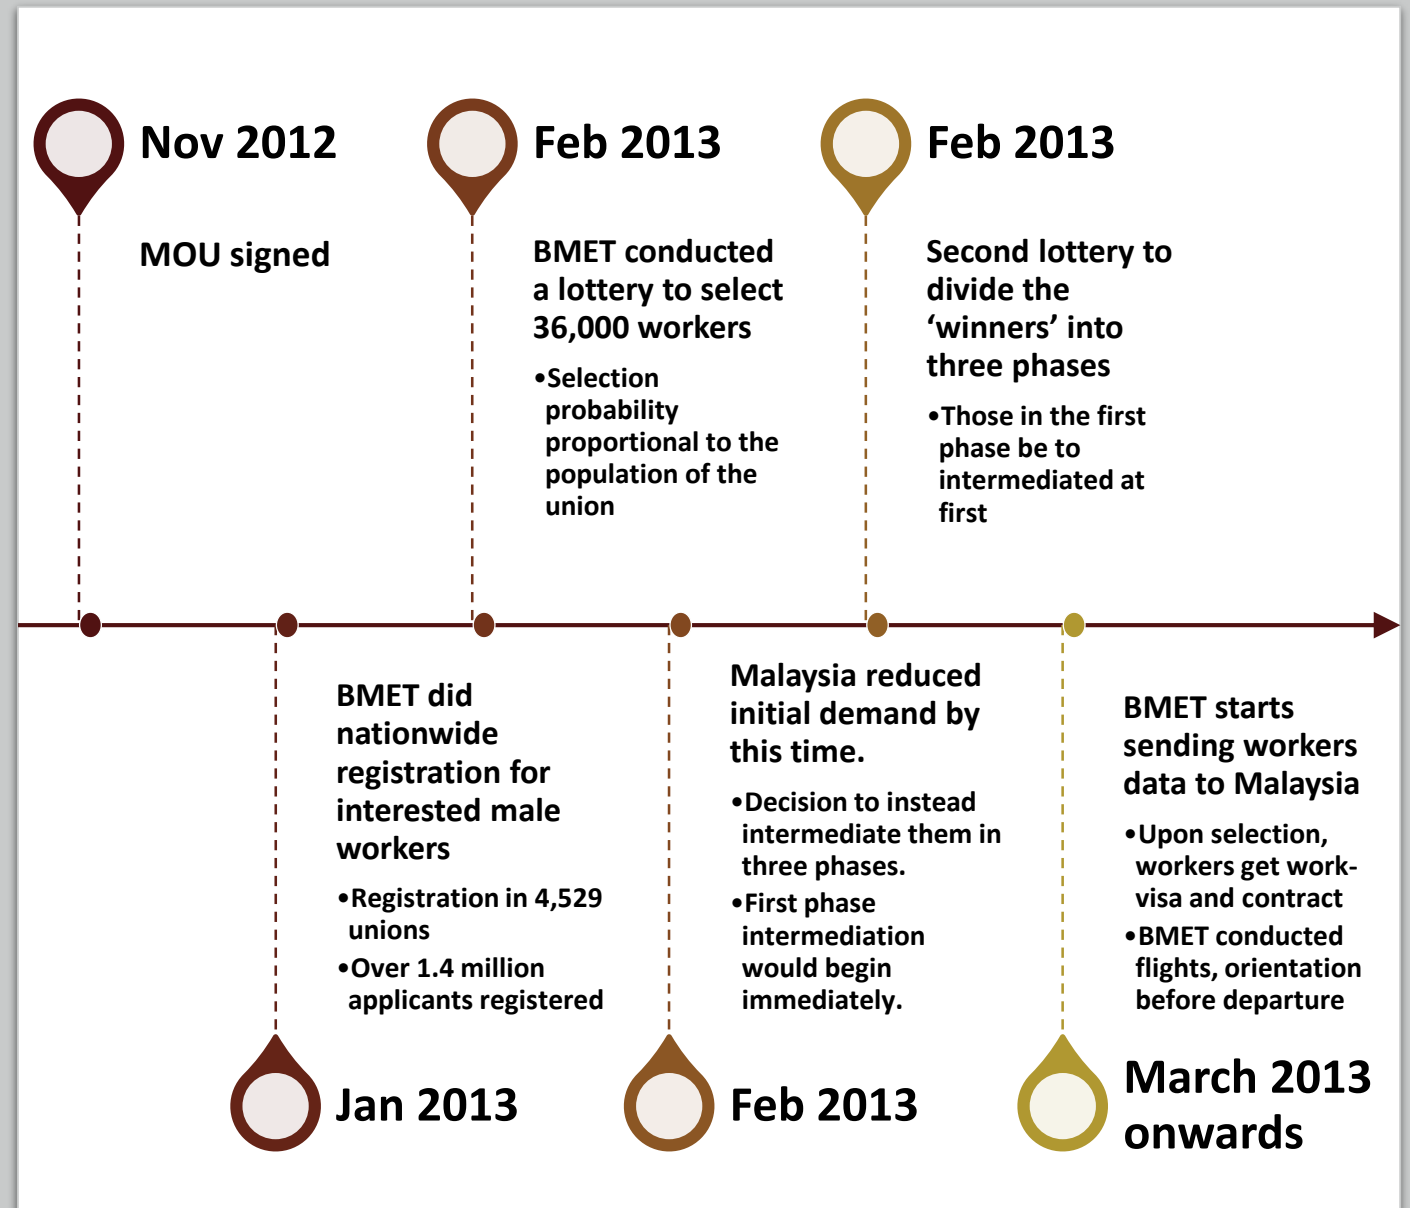 Nov 2012
MOU signed
Feb 2013
BMET conducted
a lottery to select
36,000 workers
•Selection
probability
proportional to the
population of the
union
Feb 2013
Second lottery to
divide the
‘winners’ into
three phases
•Those in the first
phase be to
intermediated at
first
BMET did
nationwide
registration for
interested male
workers
•Registration in 4,529
unions
•Over 1.4 million
applicants registered
Jan 2013
Malaysia reduced
initial demand by
this time.
•Decision to instead
intermediate them in
three phases.
•First phase
intermediation
would begin
immediately.
Feb 2013
BMET starts
sending workers
data to Malaysia
•Upon selection,
workers get work-
visa and contract
•BMET conducted
flights, orientation
before departure
March 2013
onwards